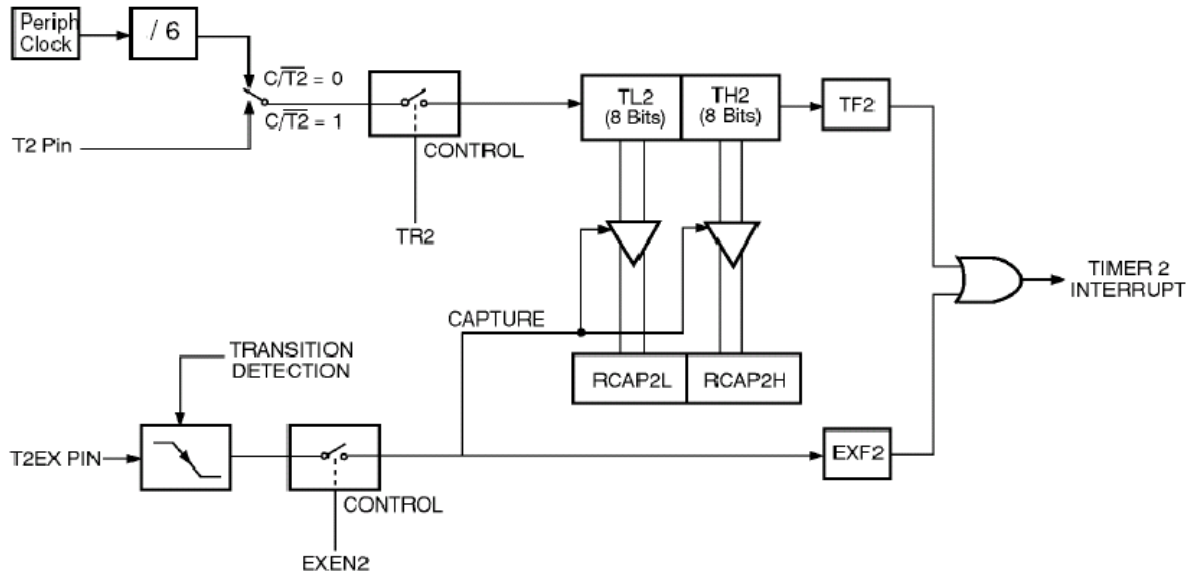 Periph
Clock
/ 6
C/T2̅ = 0
C/T2̅ = 1
T2 Pin
CONTROL
TR2
TL2
(8 Bits)
TH2
(8 Bits)
TF2
TIMER 2
INTERRUPT
CAPTURE
TRANSITION
DETECTION
RCAP2L
RCAP2H
T2EX PIN
EXF2
CONTROL
EXEN2